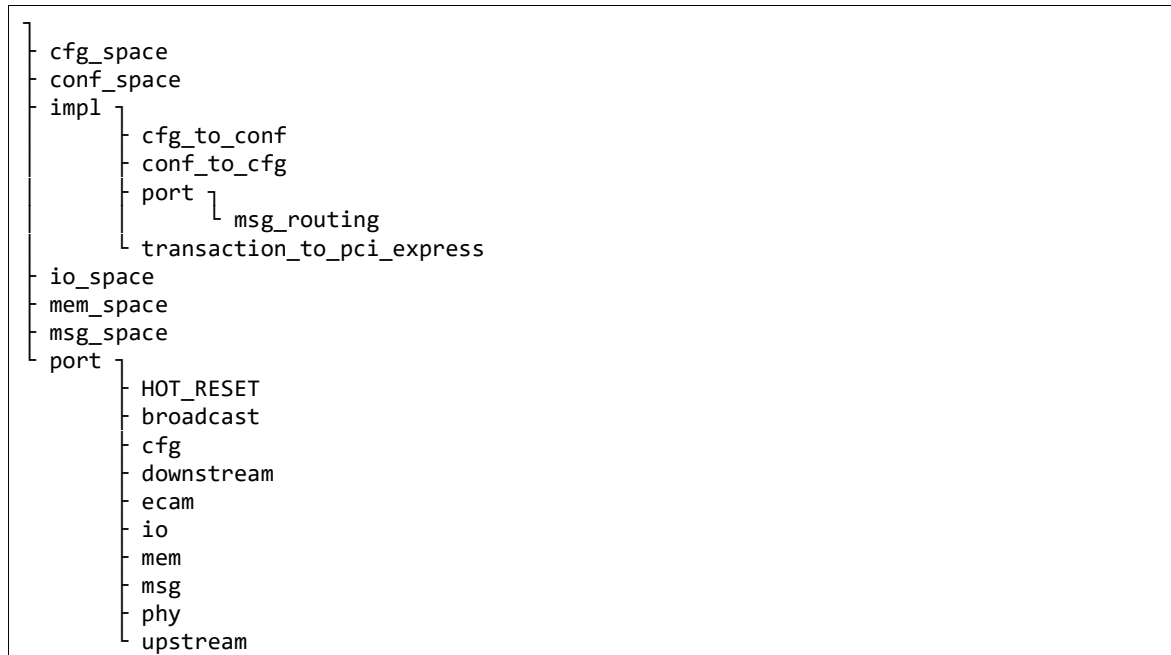 cfg_space
conf_space
impl
cfg_to_conf
conf_to_cfg
port
msg_routing
transaction_to_pci_express
io_space
mem_space
msg_space
port
HOT_RESET
broadcast
cfg
downstream
ecam
io
mem
msg
phy
upstream